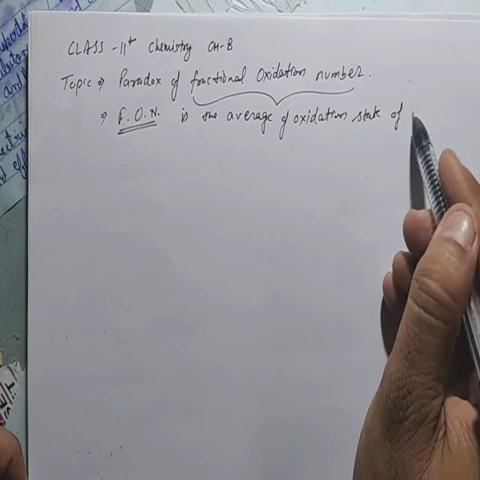 CLASS - 11th Chemistry CH-8
Topic ⇒ Paradox of fractional Oxidation number.
⇒ F.O.N. is the average of oxidation state of